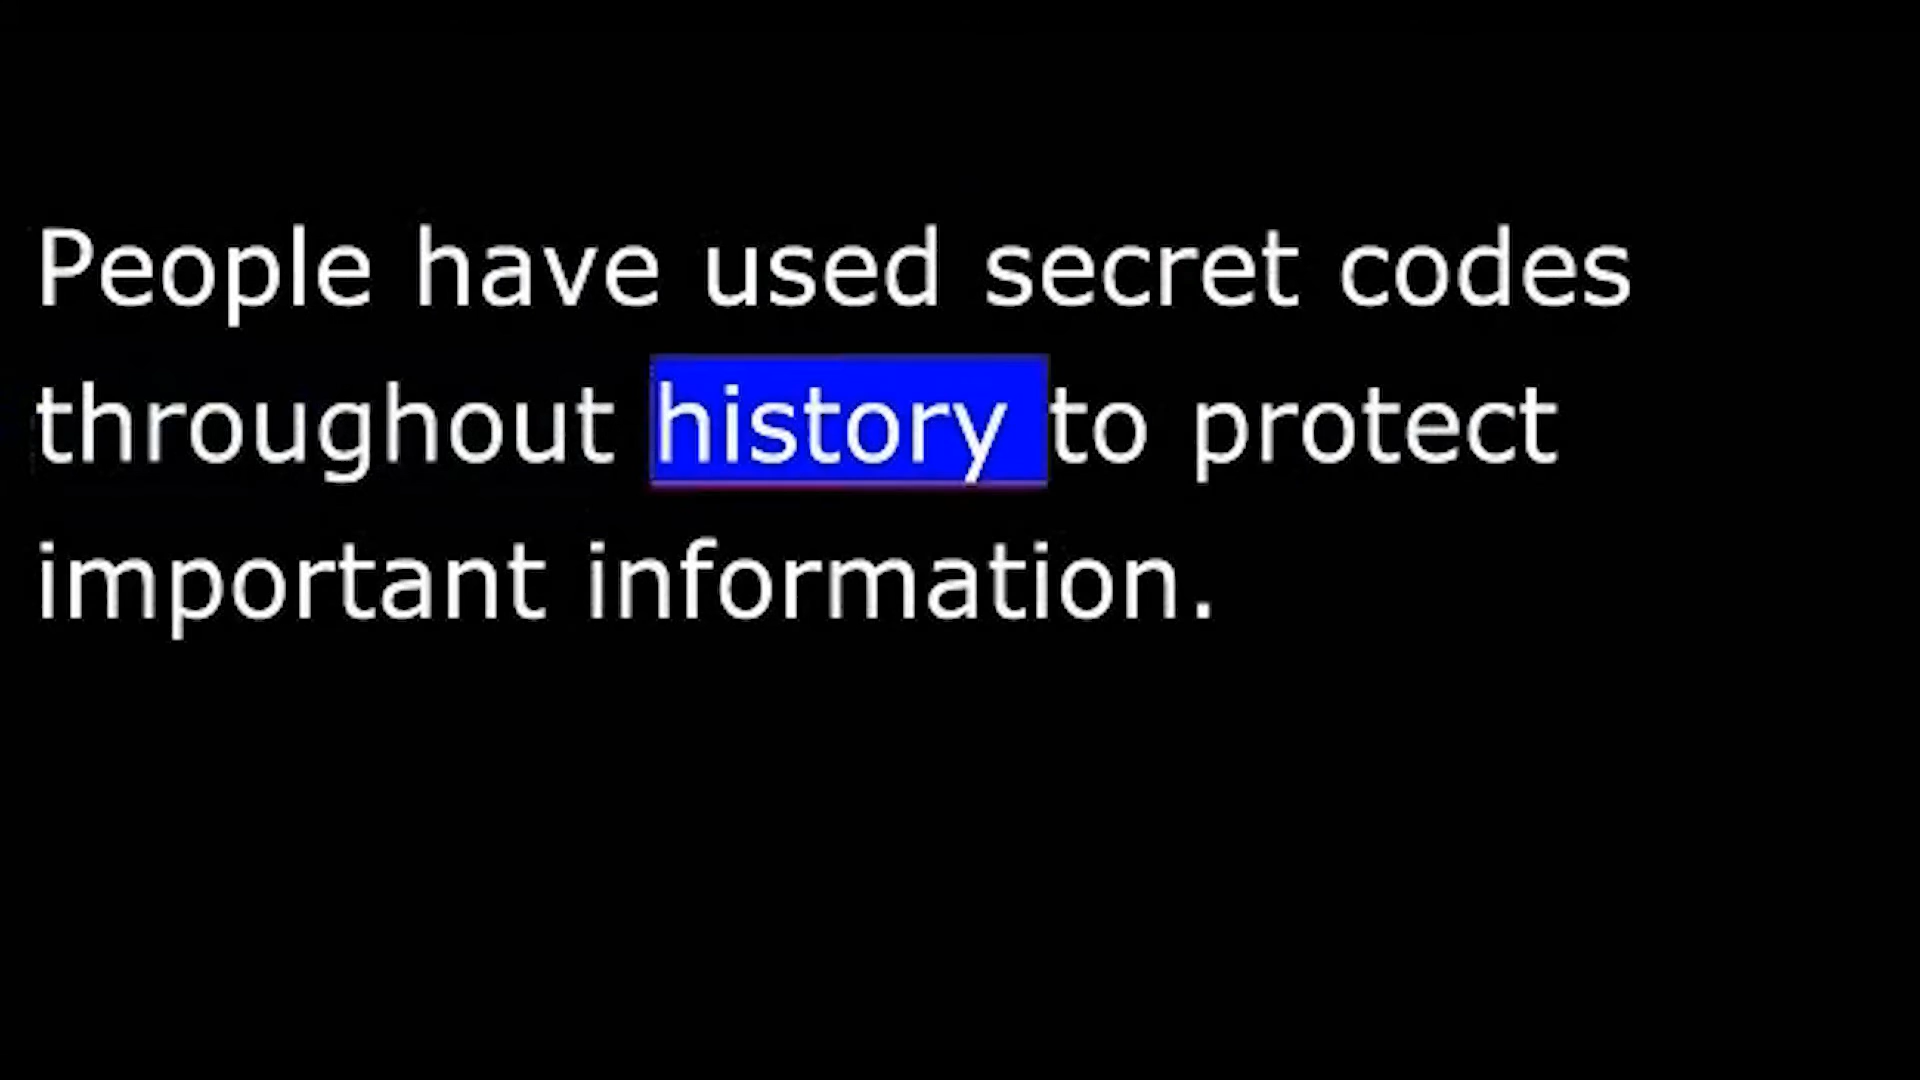 People have used secret codes
throughout history to protect
important information.